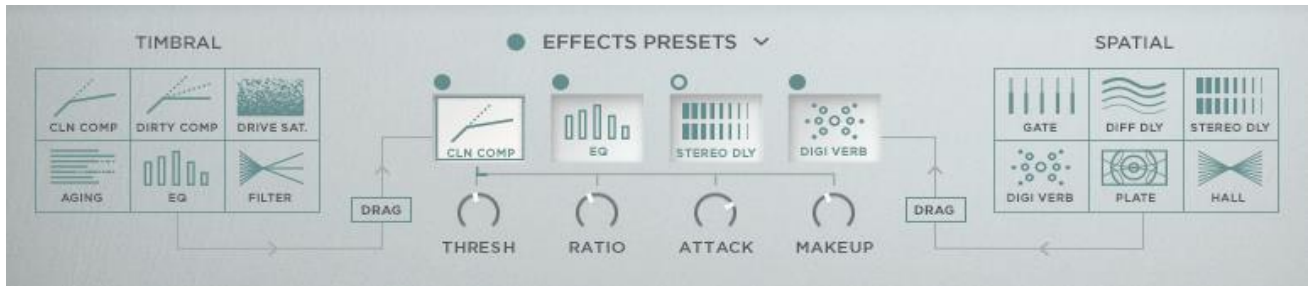 TIMBRAL
EFFECTS PRESETS
SPATIAL
CLN COMP DIRTY COMP DRIVE SAT.
AGING EQ FILTER
CLN COMP EQ STEREO DLY DIGI VERB
GATE DIFF DLY STEREO DLY
DIGI VERB PLATE HALL
DRAG
DRAG
THRESH RATIO ATTACK MAKEUP